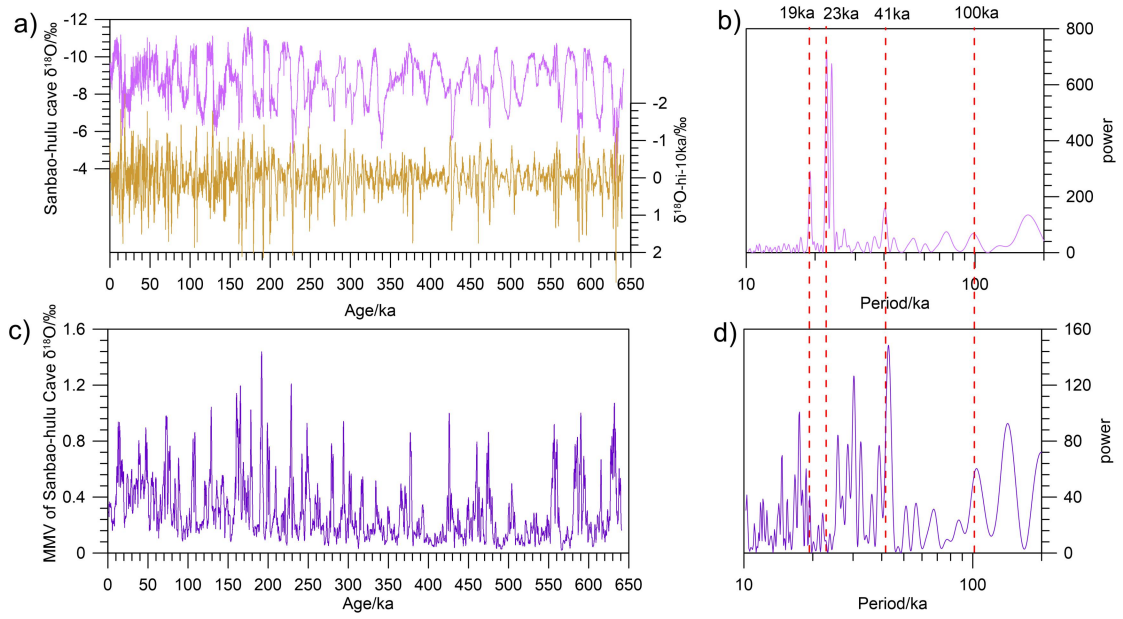 a)
Sanbao-hulu cave δ¹⁸O/‰
-12
-10
-8
-6
-4
-2
-1
0
1
2
δ¹⁸O-hi-10ka/‰
0 50 100 150 200 250 300 350 400 450 500 550 600 650
Age/ka
b)
19ka 23ka 41ka 100ka
800
600
400
200
0
power
10 100
Period/ka
c)
MMV of Sanbao-hulu Cave δ¹⁸O/‰
1.6
1.2
0.8
0.4
0
0 50 100 150 200 250 300 350 400 450 500 550 600 650
Age/ka
d)
160
120
80
40
0
power
10 100
Period/ka